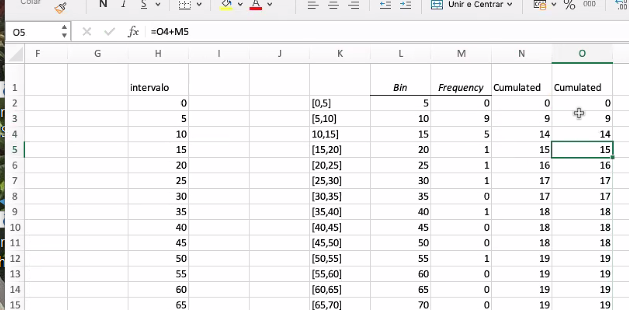 Colar N I S A Unir e Centrar % 000
O5 fx =O4+M5
F G H I J K L M N O
1 intervalo Bin Frequency Cumulated Cumulated
2 0 [0,5] 5 0 0 0
3 5 [5,10] 10 9 9 9
4 10 10,15] 15 5 14 14
5 15 [15,20] 20 1 15 15
6 20 [20,25] 25 1 16 16
7 25 [25,30] 30 1 17 17
8 30 [30,35] 35 0 17 17
9 35 [35,40] 40 1 18 18
10 40 [40,45] 45 0 18 18
11 45 [45,50] 50 0 18 18
12 50 [50,55] 55 1 19 19
13 55 [55,60] 60 0 19 19
14 60 [60,65] 65 0 19 19
15 65 [65,70] 70 0 19 19